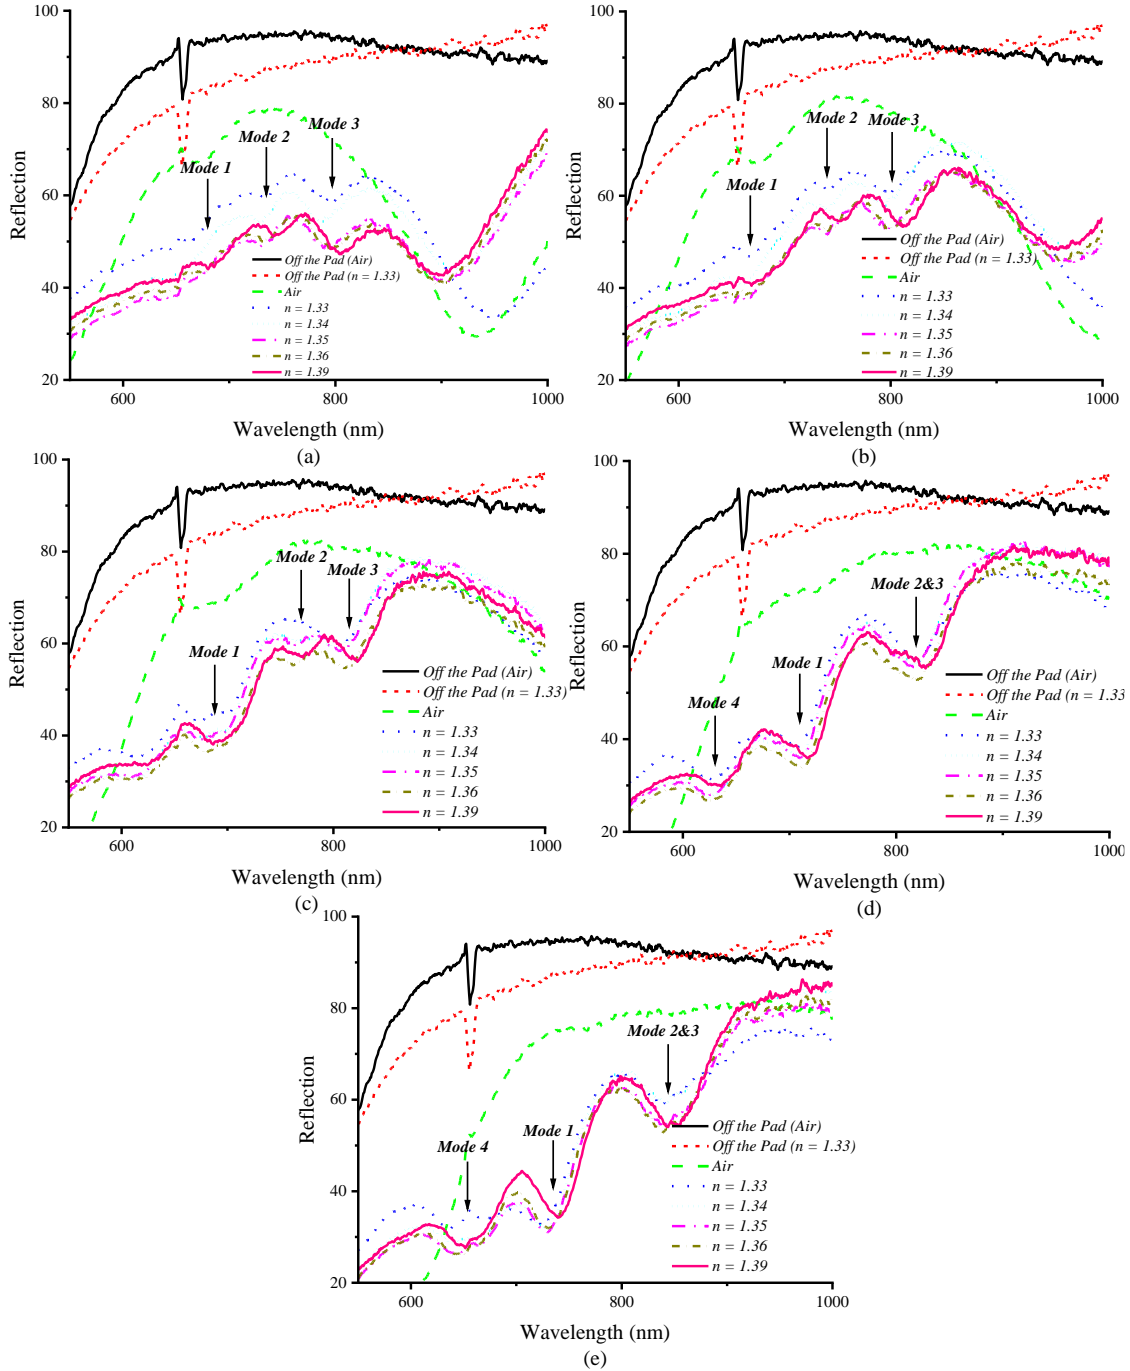 100
80
60
40
20
600
800
1000
Reflection
Wavelength (nm)
(a)
Mode 1
Mode 2
Mode 3
Off the Pad (Air)
Off the Pad (n = 1.33)
Air
n = 1.33
n = 1.34
n = 1.35
n = 1.36
n = 1.39
100
80
60
40
20
600
800
1000
Reflection
Wavelength (nm)
(b)
Mode 1
Mode 2
Mode 3
Off the Pad (Air)
Off the Pad (n = 1.33)
Air
n = 1.33
n = 1.34
n = 1.35
n = 1.36
n = 1.39
100
80
60
40
20
600
800
1000
Reflection
Wavelength (nm)
(c)
Mode 1
Mode 2
Mode 3
Off the Pad (Air)
Off the Pad (n = 1.33)
Air
n = 1.33
n = 1.34
n = 1.35
n = 1.36
n = 1.39
100
80
60
40
20
600
800
1000
Reflection
Wavelength (nm)
(d)
Mode 4
Mode 1
Mode 2&3
Off the Pad (Air)
Off the Pad (n = 1.33
Air
n = 1.33
n = 1.34
n = 1.35
n = 1.36
n = 1.39
100
80
60
40
20
600
800
1000
Reflection
Wavelength (nm)
(e)
Mode 4
Mode 1
Mode 2&3
Off the Pad (Air)
Off the Pad (n = 1.33)
Air
n = 1.33
n = 1.34
n = 1.35
n = 1.36
n = 1.39